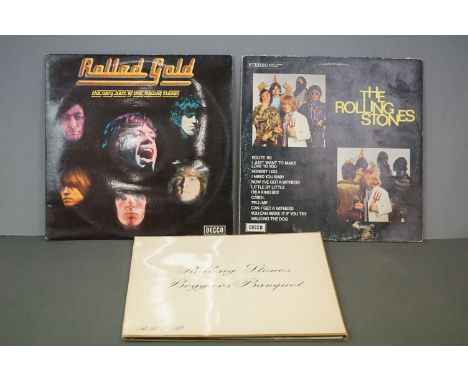 Rolled Gold
the very best of the rolling stones
DECCA
THE
ROLLING
STONES
ROUTE 66
I JUST WANT TO MAKE
LOVE TO YOU
HONEST I DO
I NEED YOU BABY
NOW I'VE GOT A WITNESS
LITTLE BY LITTLE
I'M A KING BEE
CAROL
TELL ME
CAN I GET A WITNESS
YOU CAN MAKE IT IF YOU TRY
WALKING THE DOG
DECCA
Rolling Stones
Beggars Banquet